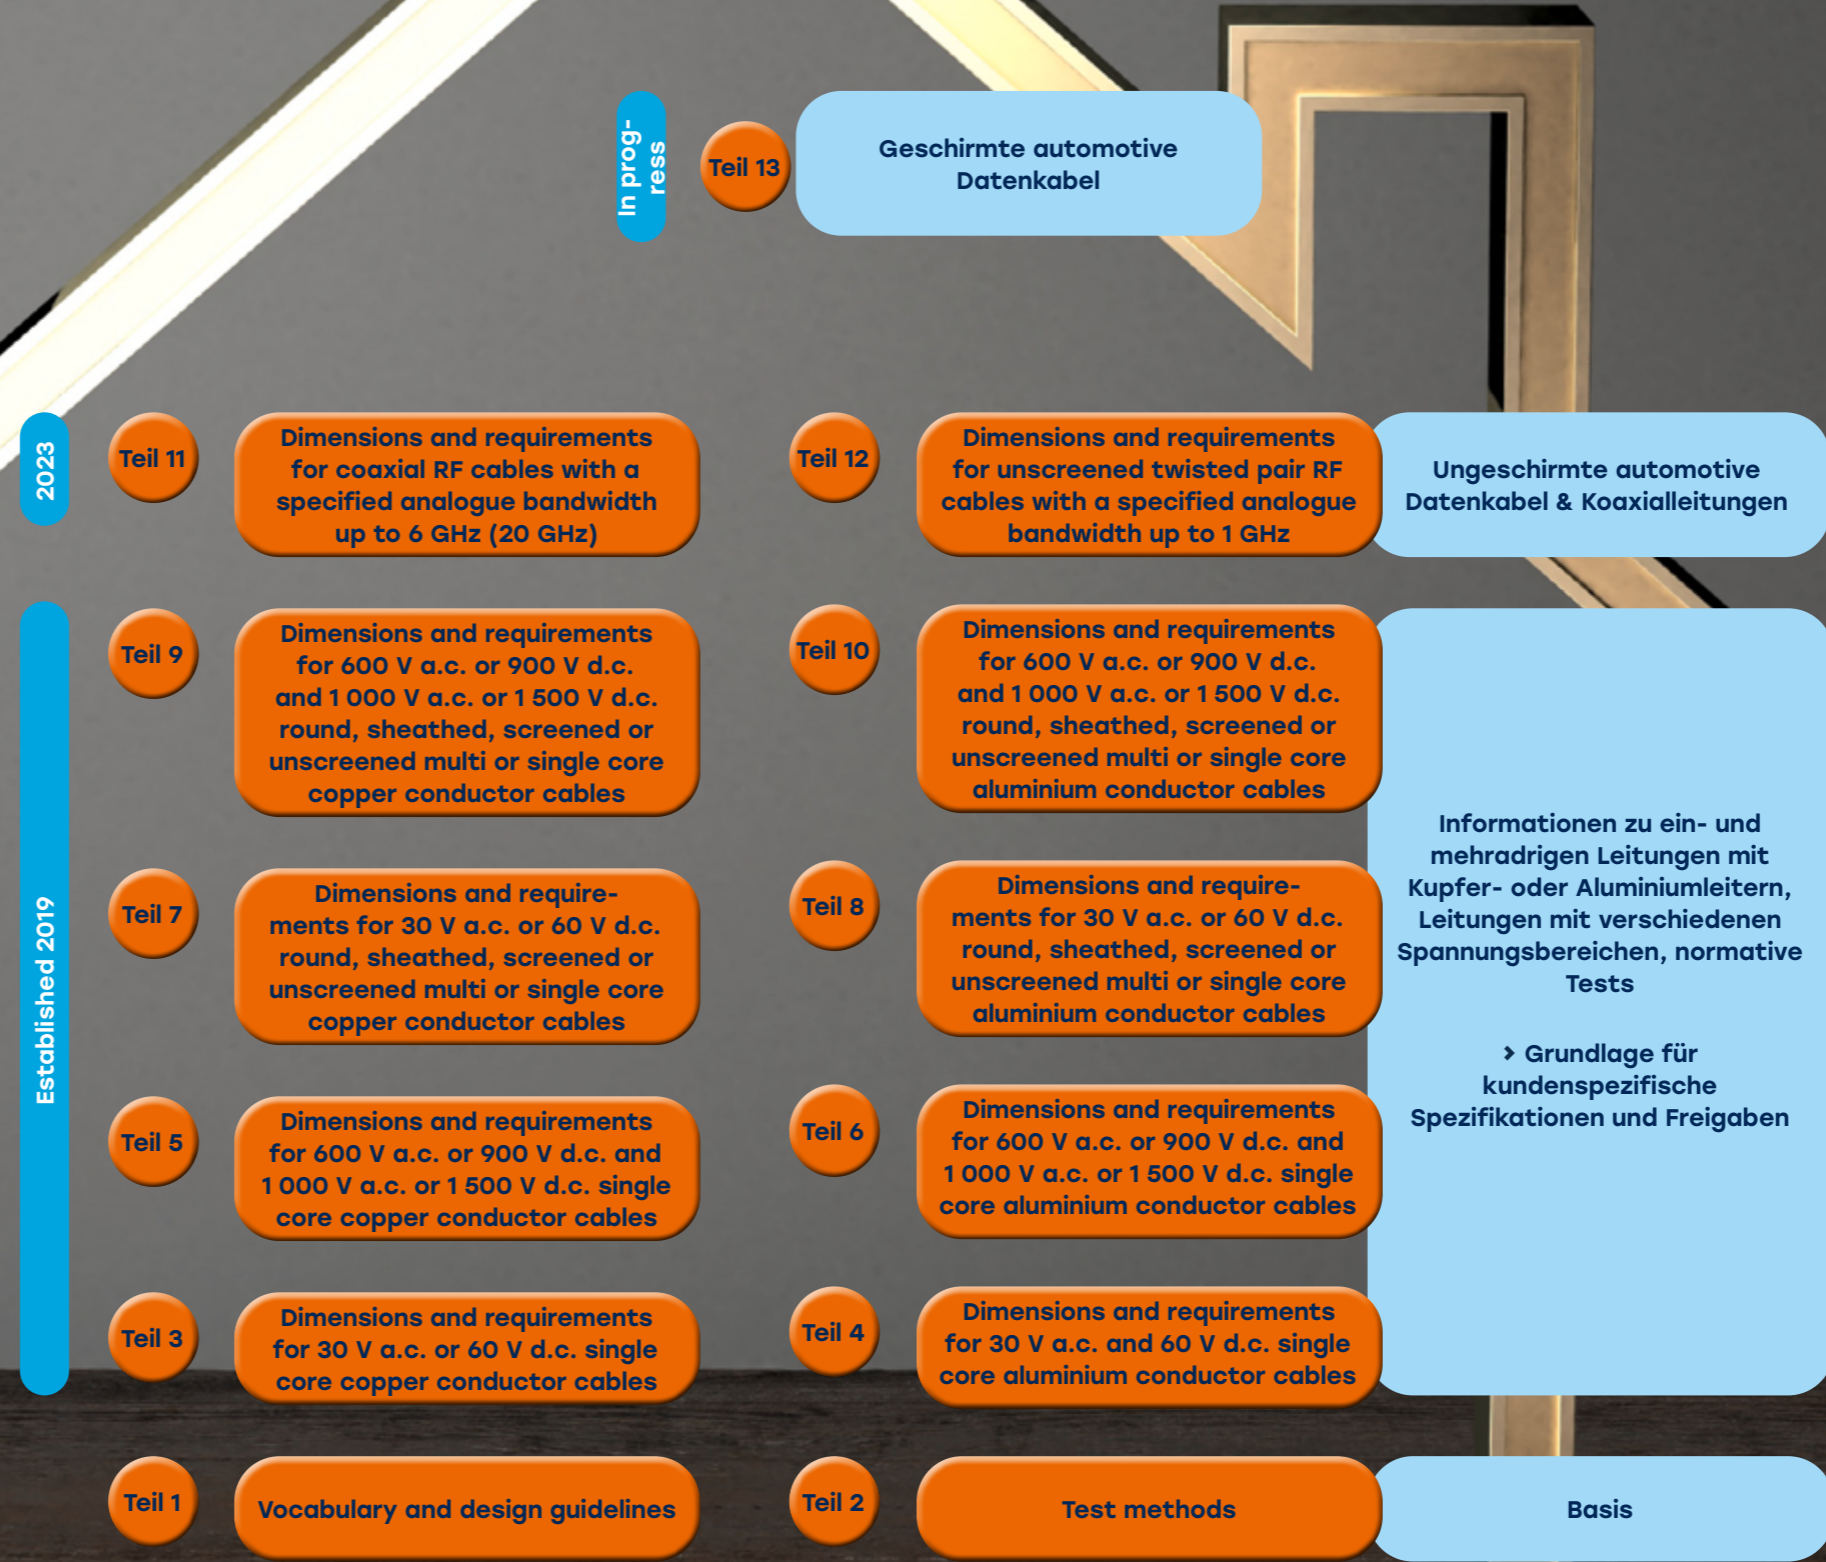 In prog-
ress
Teil 13
Geschirmte automotive
Datenkabel
2023
Teil 11
Dimensions and requirements
for coaxial RF cables with a
specified analogue bandwidth
up to 6 GHz (20 GHz)
Teil 12
Dimensions and requirements
for unscreened twisted pair RF
cables with a specified analogue
bandwidth up to 1 GHz
Ungeschirmte automotive
Datenkabel & Koaxialleitungen
Established 2019
Teil 9
Dimensions and requirements
for 600 V a.c. or 900 V d.c.
and 1 000 V a.c. or 1 500 V d.c.
round, sheathed, screened or
unscreened multi or single core
copper conductor cables
Teil 10
Dimensions and requirements
for 600 V a.c. or 900 V d.c.
and 1 000 V a.c. or 1 500 V d.c.
round, sheathed, screened or
unscreened multi or single core
aluminium conductor cables
Teil 7
Dimensions and require-
ments for 30 V a.c. or 60 V d.c.
round, sheathed, screened or
unscreened multi or single core
copper conductor cables
Teil 8
Dimensions and require-
ments for 30 V a.c. or 60 V d.c.
round, sheathed, screened or
unscreened multi or single core
aluminium conductor cables
Teil 5
Dimensions and requirements
for 600 V a.c. or 900 V d.c. and
1 000 V a.c. or 1 500 V d.c. single
core copper conductor cables
Teil 6
Dimensions and requirements
for 600 V a.c. or 900 V d.c. and
1 000 V a.c. or 1 500 V d.c. single
core aluminium conductor cables
Teil 3
Dimensions and requirements
for 30 V a.c. or 60 V d.c. single
core copper conductor cables
Teil 4
Dimensions and requirements
for 30 V a.c. and 60 V d.c. single
core aluminium conductor cables
Informationen zu ein- und
mehradrigen Leitungen mit
Kupfer- oder Aluminiumleitern,
Leitungen mit verschiedenen
Spannungsbereichen, normative
Tests
> Grundlage für
kundenspezifische
Spezifikationen und Freigaben
Teil 1
Vocabulary and design guidelines
Teil 2
Test methods
Basis